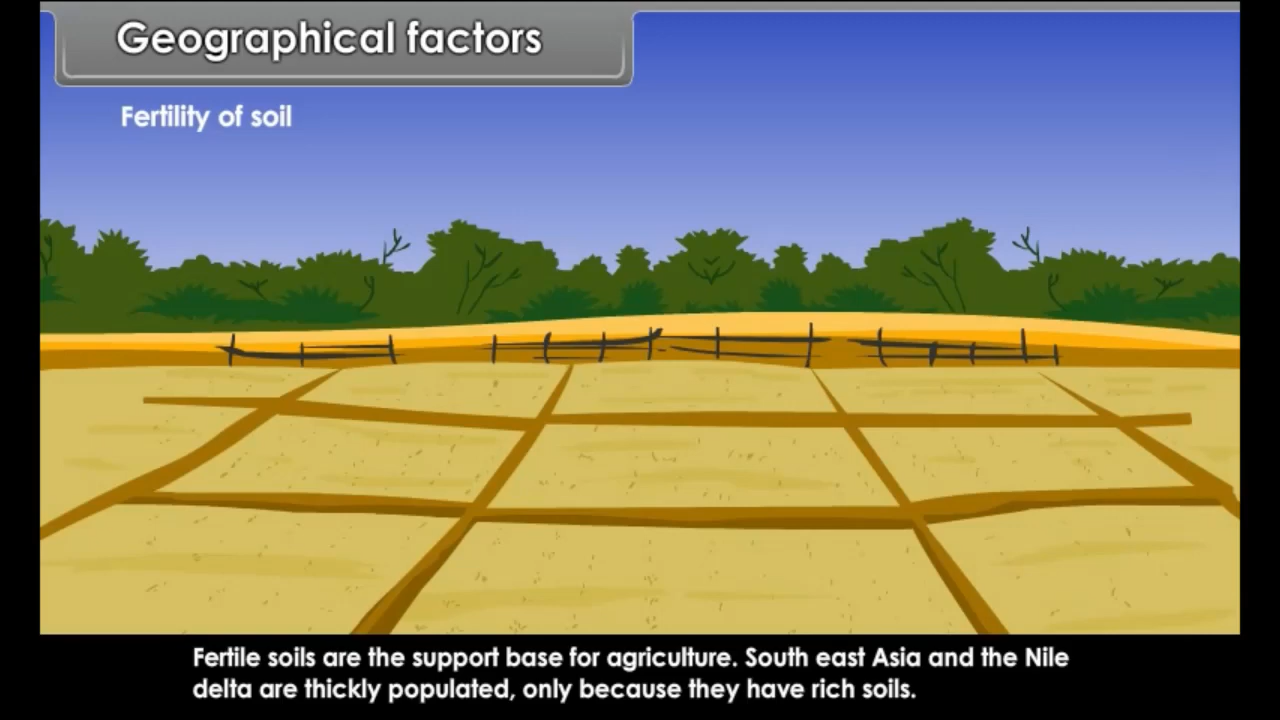 Geographical factors
Fertility of soil
Fertile soils are the support base for agriculture. South east Asia and the Nile
delta are thickly populated, only because they have rich soils.